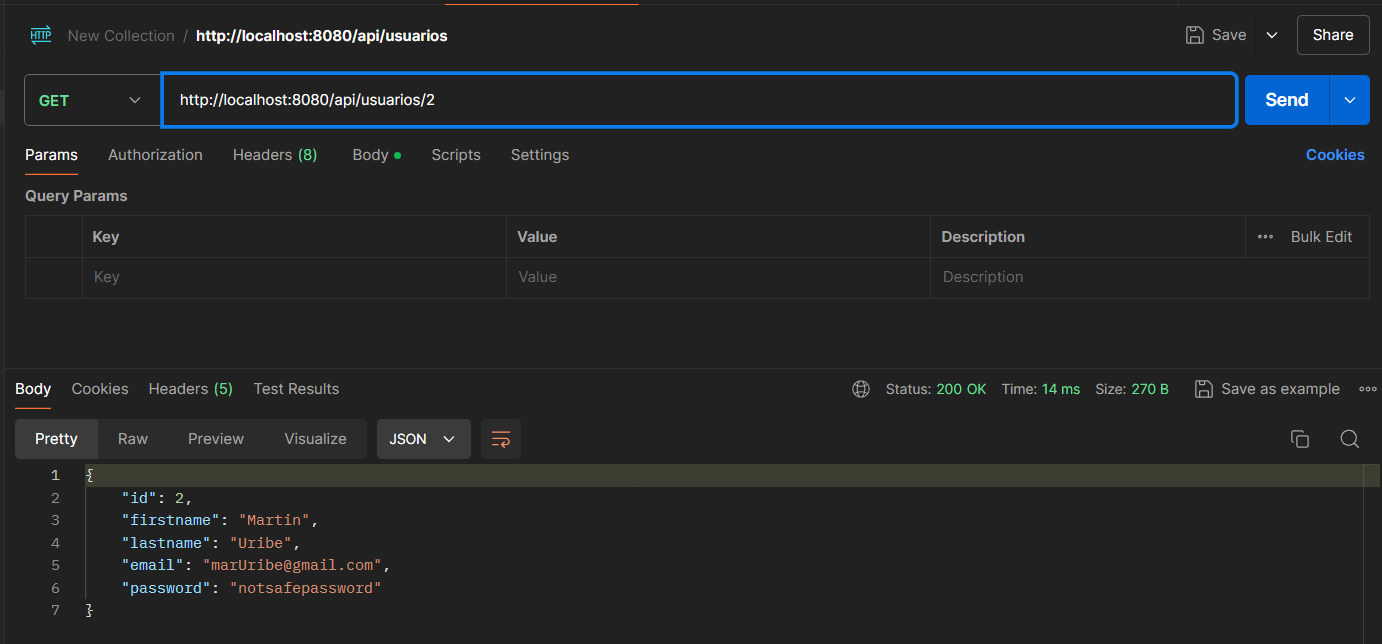 HTTP New Collection / http://localhost:8080/api/usuarios Save Share
GET http://localhost:8080/api/usuarios/2 Send
Params Authorization Headers (8) Body Scripts Settings Cookies
Query Params
Key Value Description Bulk Edit
Key Value Description
Body Cookies Headers (5) Test Results Status: 200 OK Time: 14 ms Size: 270 B Save as example
Pretty Raw Preview Visualize JSON
1 {
2 "id": 2,
3 "firstname": "Martin",
4 "lastname": "Uribe",
5 "email": "marUribe@gmail.com",
6 "password": "notsafepassword"
7 }